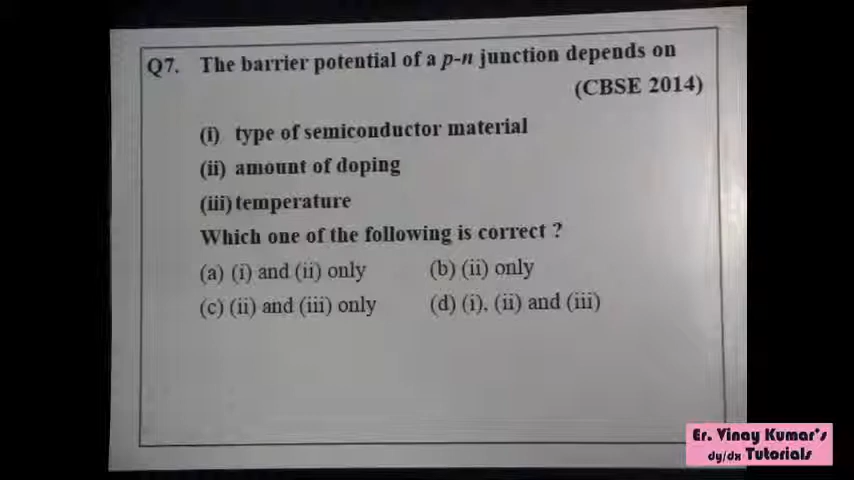 Q7. The barrier potential of a p-n junction depends on
(CBSE 2014)
(i) type of semiconductor material
(ii) amount of doping
(iii) temperature
Which one of the following is correct ?
(a) (i) and (ii) only (b) (ii) only
(c) (ii) and (iii) only (d) (i), (ii) and (iii)
Er. Vinay Kumar's
dy/dx Tutorials